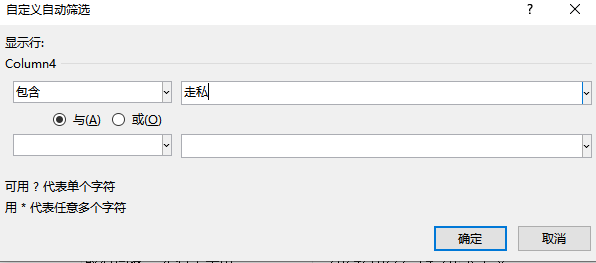 自定义自动筛选
显示行:
Column4
包含 走私
与(A) 或(O)
可用 ? 代表单个字符
用 * 代表任意多个字符
确定 取消